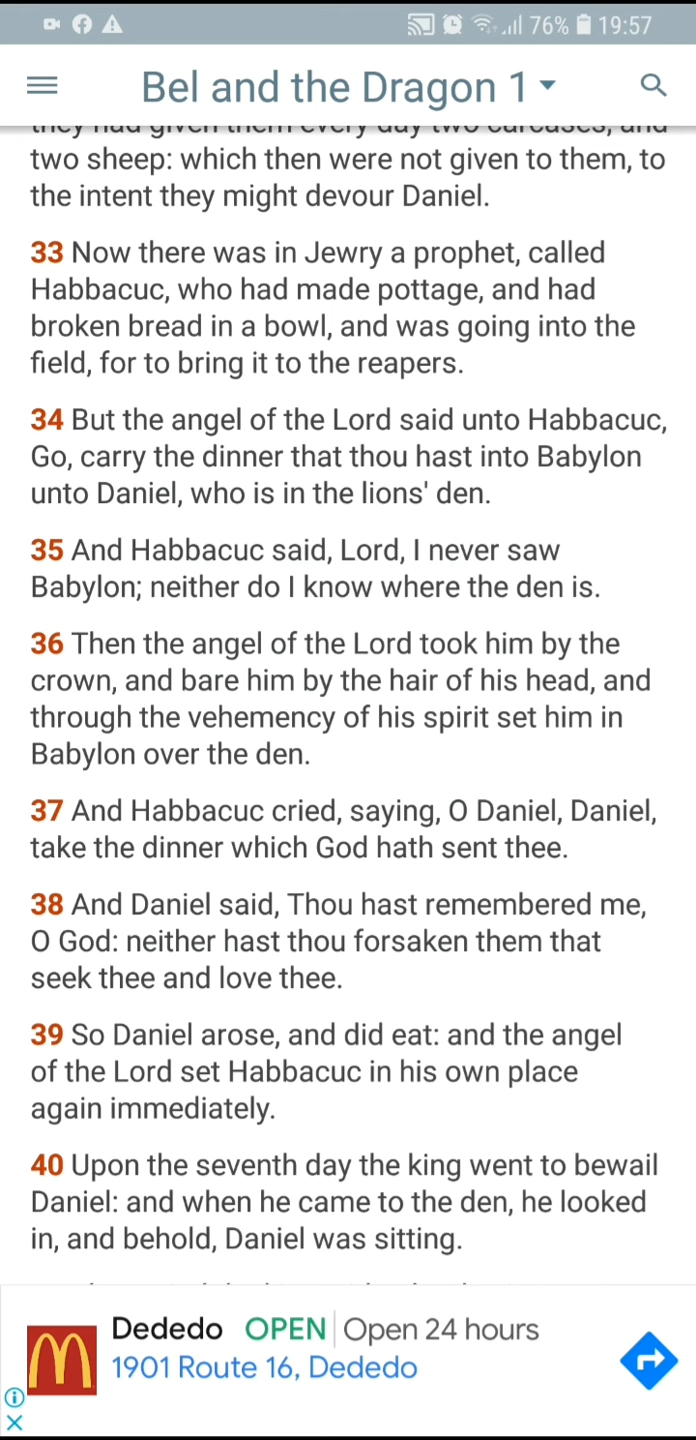 76% 19:57
Bel and the Dragon 1
they had given them every day two carcases, and
two sheep: which then were not given to them, to
the intent they might devour Daniel.
33 Now there was in Jewry a prophet, called
Habbacuc, who had made pottage, and had
broken bread in a bowl, and was going into the
field, for to bring it to the reapers.
34 But the angel of the Lord said unto Habbacuc,
Go, carry the dinner that thou hast into Babylon
unto Daniel, who is in the lions' den.
35 And Habbacuc said, Lord, I never saw
Babylon; neither do I know where the den is.
36 Then the angel of the Lord took him by the
crown, and bare him by the hair of his head, and
through the vehemency of his spirit set him in
Babylon over the den.
37 And Habbacuc cried, saying, O Daniel, Daniel,
take the dinner which God hath sent thee.
38 And Daniel said, Thou hast remembered me,
O God: neither hast thou forsaken them that
seek thee and love thee.
39 So Daniel arose, and did eat: and the angel
of the Lord set Habbacuc in his own place
again immediately.
40 Upon the seventh day the king went to bewail
Daniel: and when he came to the den, he looked
in, and behold, Daniel was sitting.
Dededo OPEN Open 24 hours
1901 Route 16, Dededo